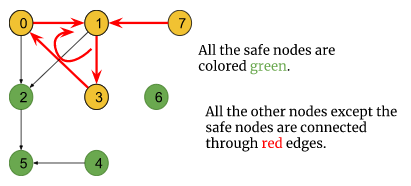 0
1
7
All the safe nodes are
colored green.
2
3
6
All the other nodes except the
safe nodes are connected
through red edges.
5
4